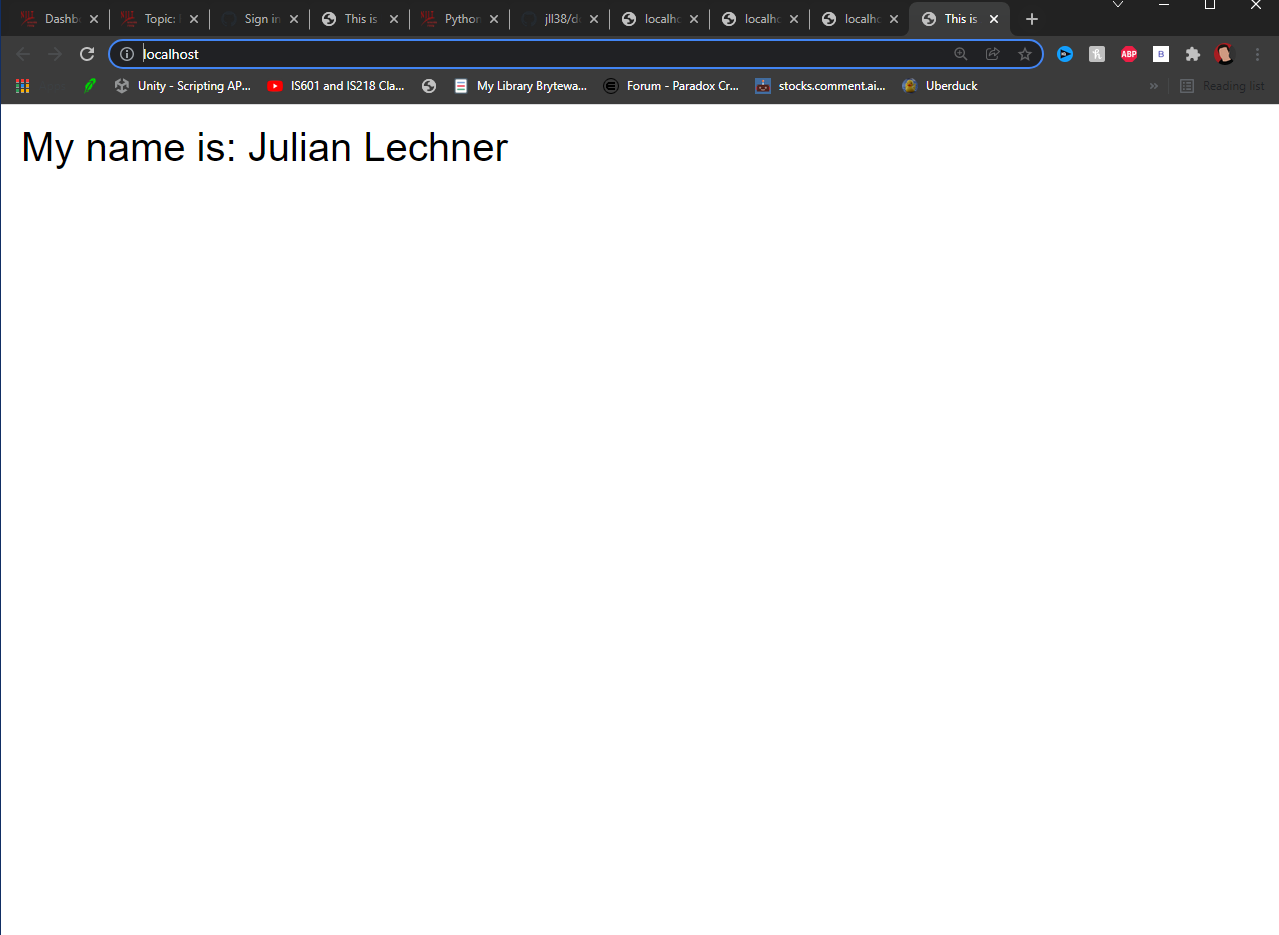 Dashb Topic: Sign in This is Python jll38/d localho localho localho This is
localhost
Unity - Scripting AP... IS601 and IS218 Cla... My Library Brytewa... Forum - Paradox Cr... stocks.comment.ai... Uberduck » Reading list
ABP B
My name is: Julian Lechner